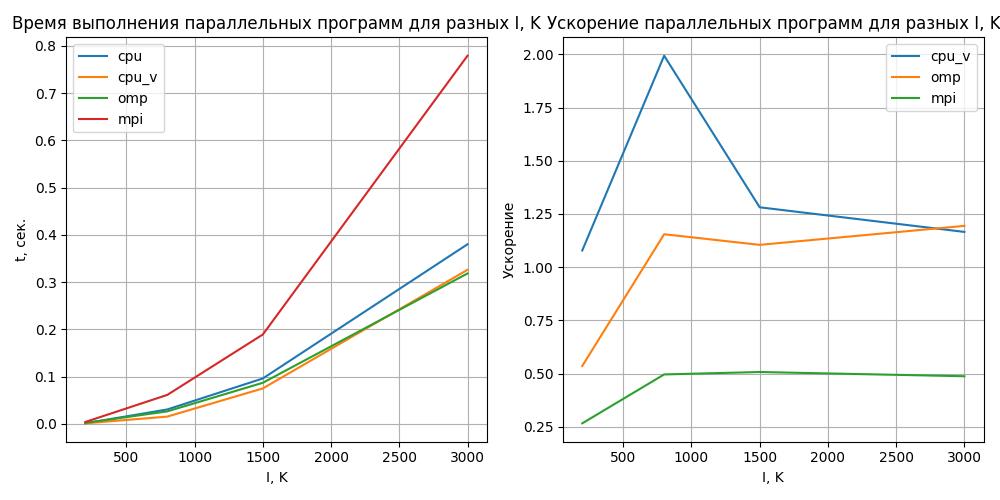 Время выполнения параллельных программ для разных I, K
0.8
0.7
0.6
0.5
0.4
0.3
0.2
0.1
0.0
t, сек.
cpu
cpu_v
omp
mpi
500 1000 1500 2000 2500 3000
I, K
Ускорение параллельных программ для разных I, K
2.00
1.75
1.50
1.25
1.00
0.75
0.50
0.25
Ускорение
cpu_v
omp
mpi
500 1000 1500 2000 2500 3000
I, K